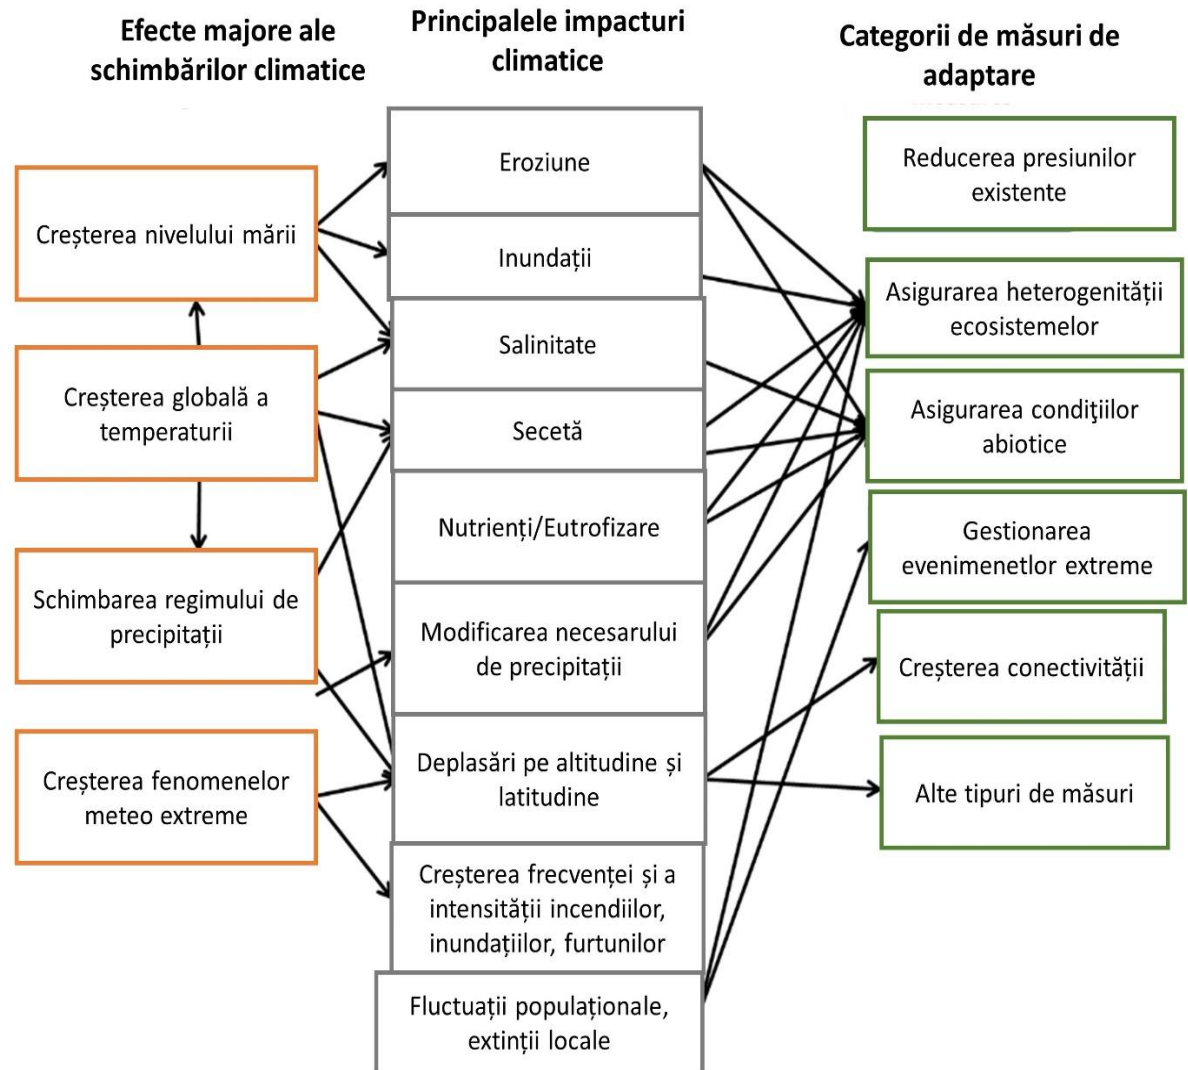 Efecte majore ale
schimbărilor climatice
Principalele impacturi
climatice
Categorii de măsuri de
adaptare
Creșterea nivelului mării
Creșterea globală a
temperaturii
Schimbarea regimului de
precipitații
Creșterea fenomenelor
meteo extreme
Eroziune
Inundații
Salinitate
Secetă
Nutrienți/Eutrofizare
Modificarea necesarului
de precipitații
Deplasări pe altitudine și
latitudine
Creșterea frecvenței și a
intensității incendiilor,
inundațiilor, furtunilor
Fluctuații populaționale,
extinții locale
Reducerea presiunilor
existente
Asigurarea heterogenității
ecosistemelor
Asigurarea condiţiilor
abiotice
Gestionarea
evenimenetlor extreme
Creșterea conectivității
Alte tipuri de măsuri